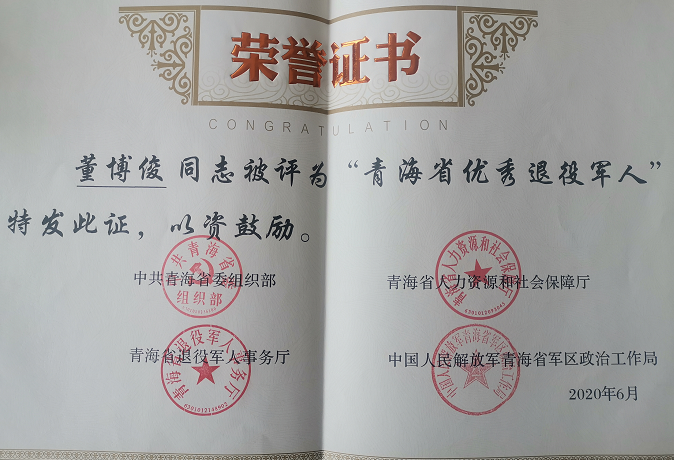 荣誉证书
CONGRATULATION
董博俊同志被评为“青海省优秀退役军人”
特发此证，以资鼓励。
中共青海省委组织部
青海省人力资源和社会保障厅
青海省退役军人事务厅
中国人民解放军青海省军区政治工作局
2020年6月